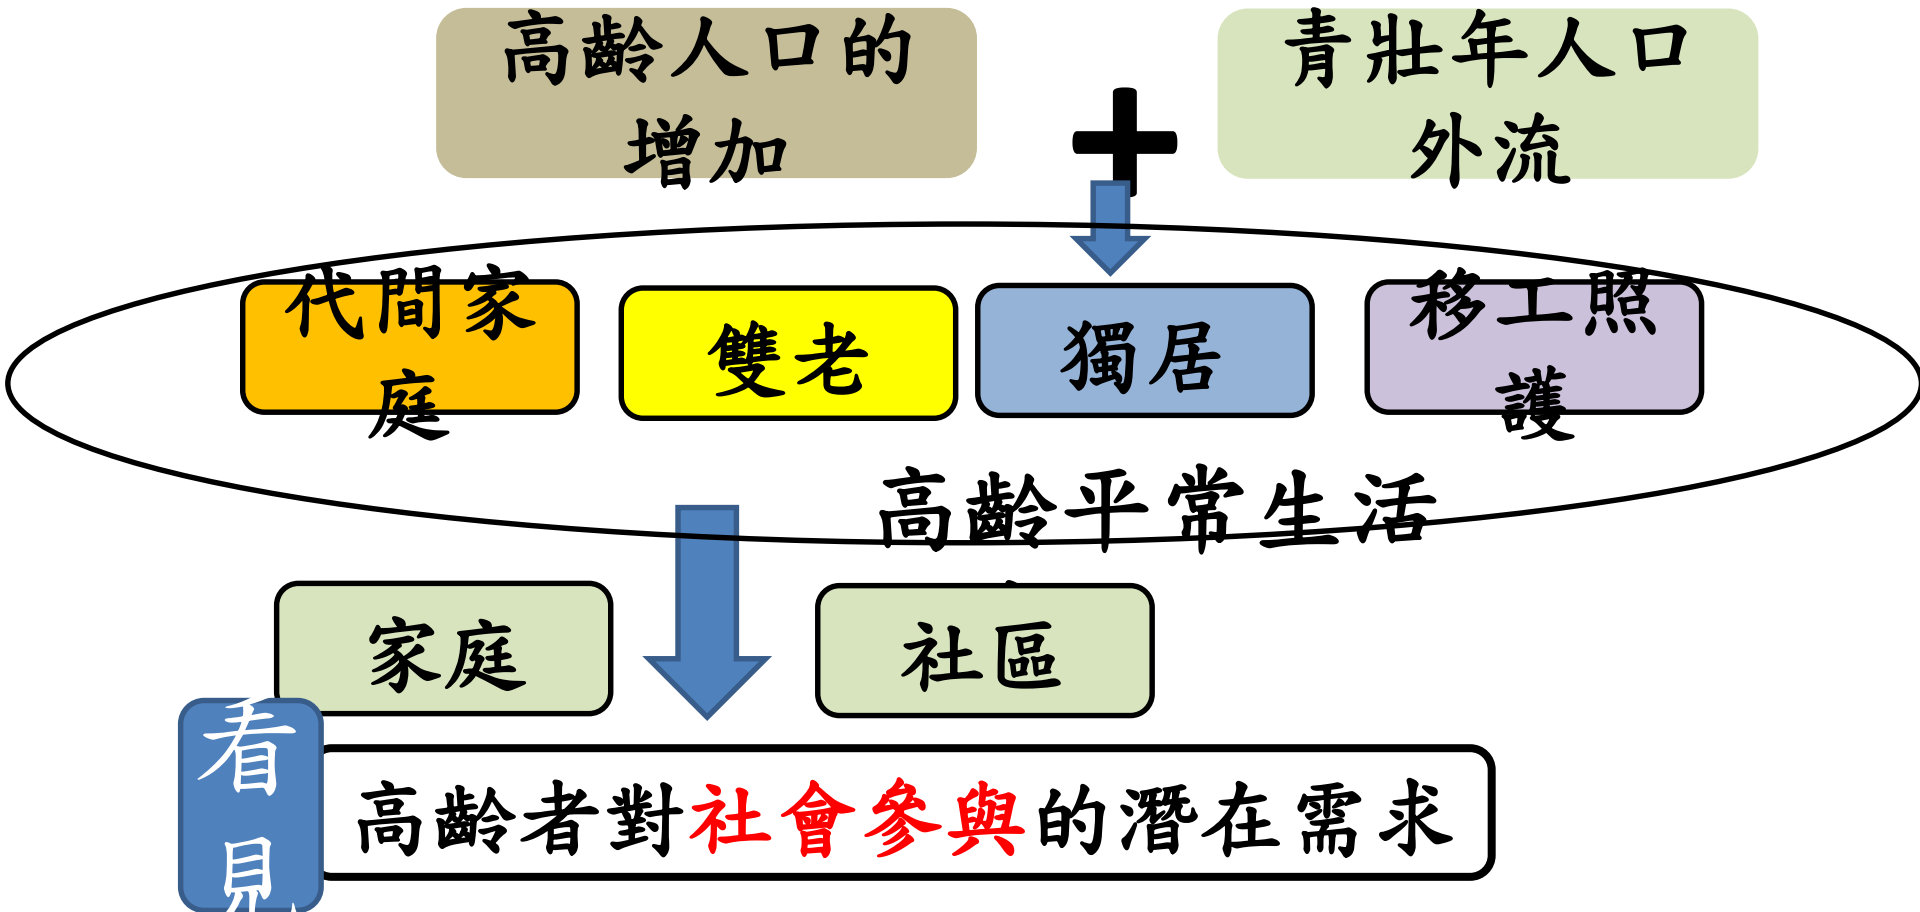 高齡人口的
增加
青壯年人口
外流
代間家
庭
雙老
獨居
移工照
護
高齡平常生活
家庭
社區
看
見
高齡者對社會參與的潛在需求